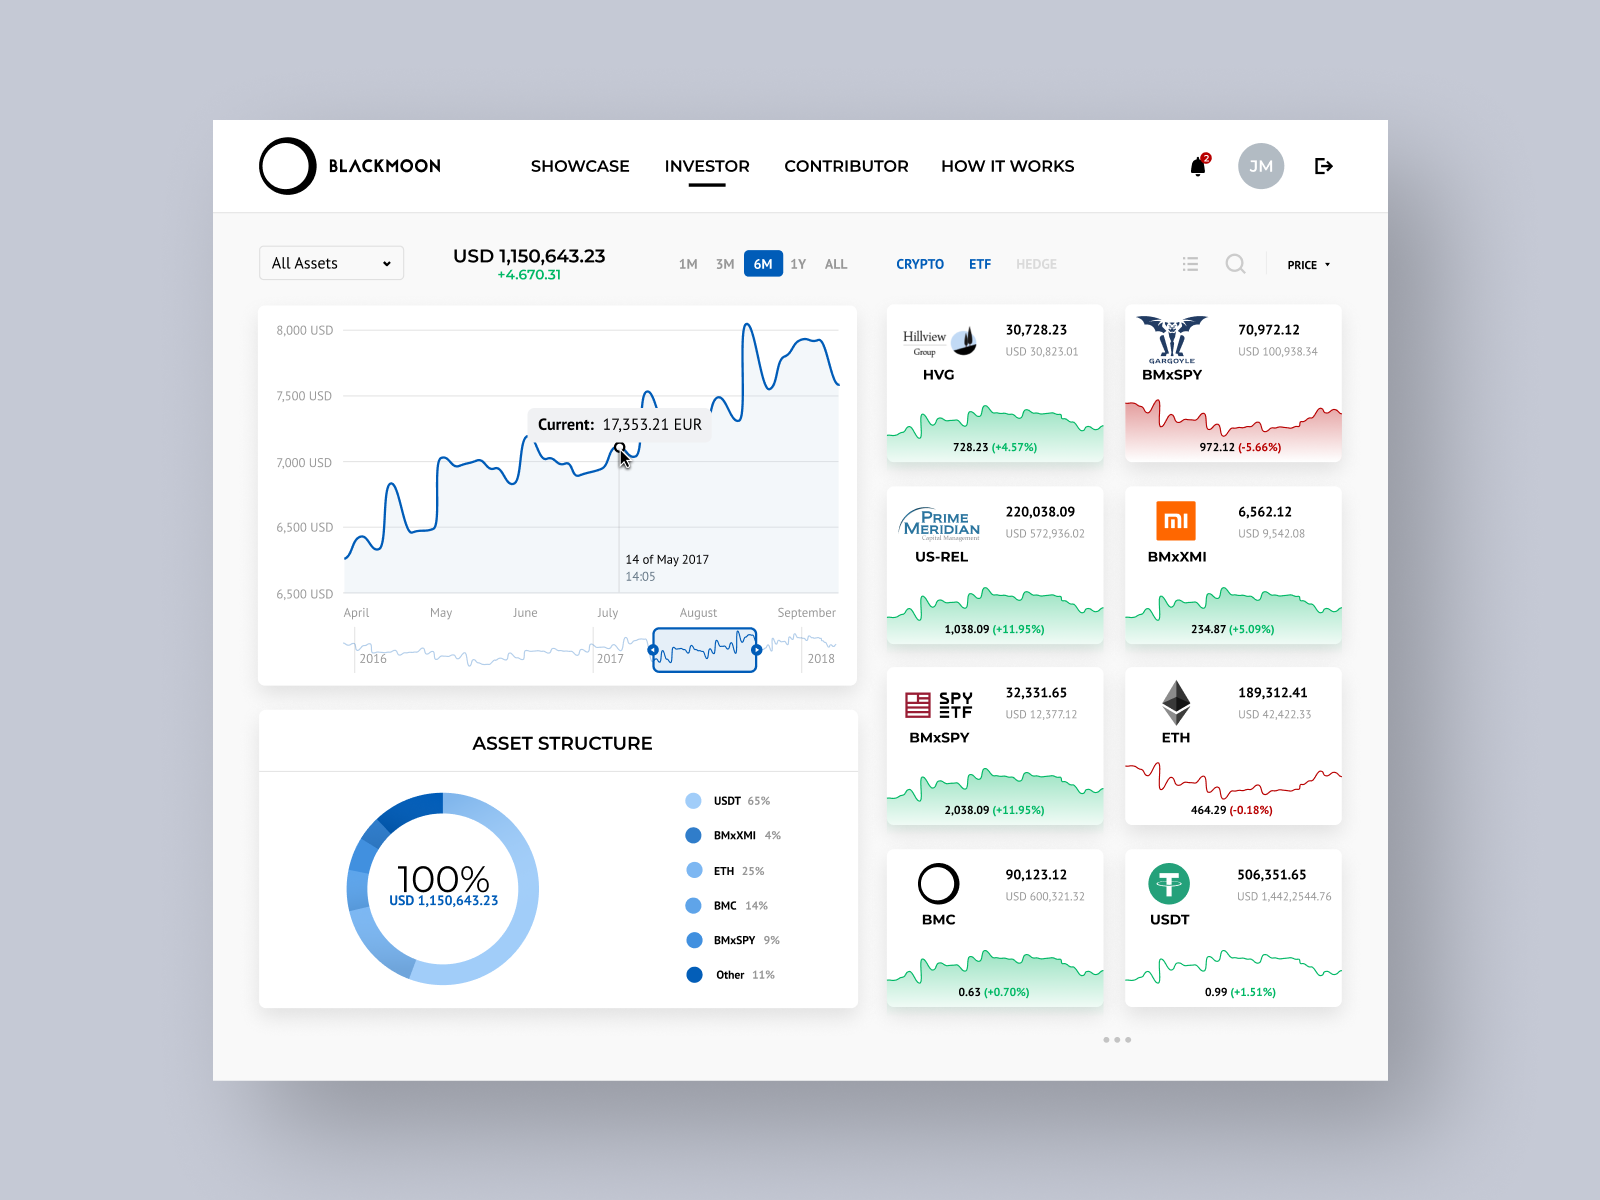 BLACKMOON
SHOWCASE
INVESTOR
CONTRIBUTOR
HOW IT WORKS
2
JM
All Assets
USD 1,150,643.23
+4.670.31
1M
3M
6M
1Y
ALL
CRYPTO
ETF
HEDGE
PRICE
8,000 USD
7,500 USD
7,000 USD
6,500 USD
6,500 USD
Current: 17,353.21 EUR
14 of May 2017
14:05
April
May
June
July
August
September
2016
2017
2018
ASSET STRUCTURE
100%
USD 1,150,643.23
USDT 65%
BMxXMI 4%
ETH 25%
BMC 14%
BMxSPY 9%
Other 11%
Hillview
Group
HVG
30,728.23
USD 30,823.01
728.23 (+4.57%)
GARGOYLE
BMxSPY
70,972.12
USD 100,938.34
972.12 (-5.66%)
PRIME
MERIDIAN
Capital Management
US-REL
220,038.09
USD 572,936.02
1,038.09 (+11.95%)
mi
BMxXMI
6,562.12
USD 9,542.08
234.87 (+5.09%)
SPY
ETF
BMxSPY
32,331.65
USD 12,377.12
2,038.09 (+11.95%)
ETH
189,312.41
USD 42,422.33
464.29 (-0.18%)
BMC
90,123.12
USD 600,321.32
0.63 (+0.70%)
USDT
506,351.65
USD 1,442,2544.76
0.99 (+1.51%)